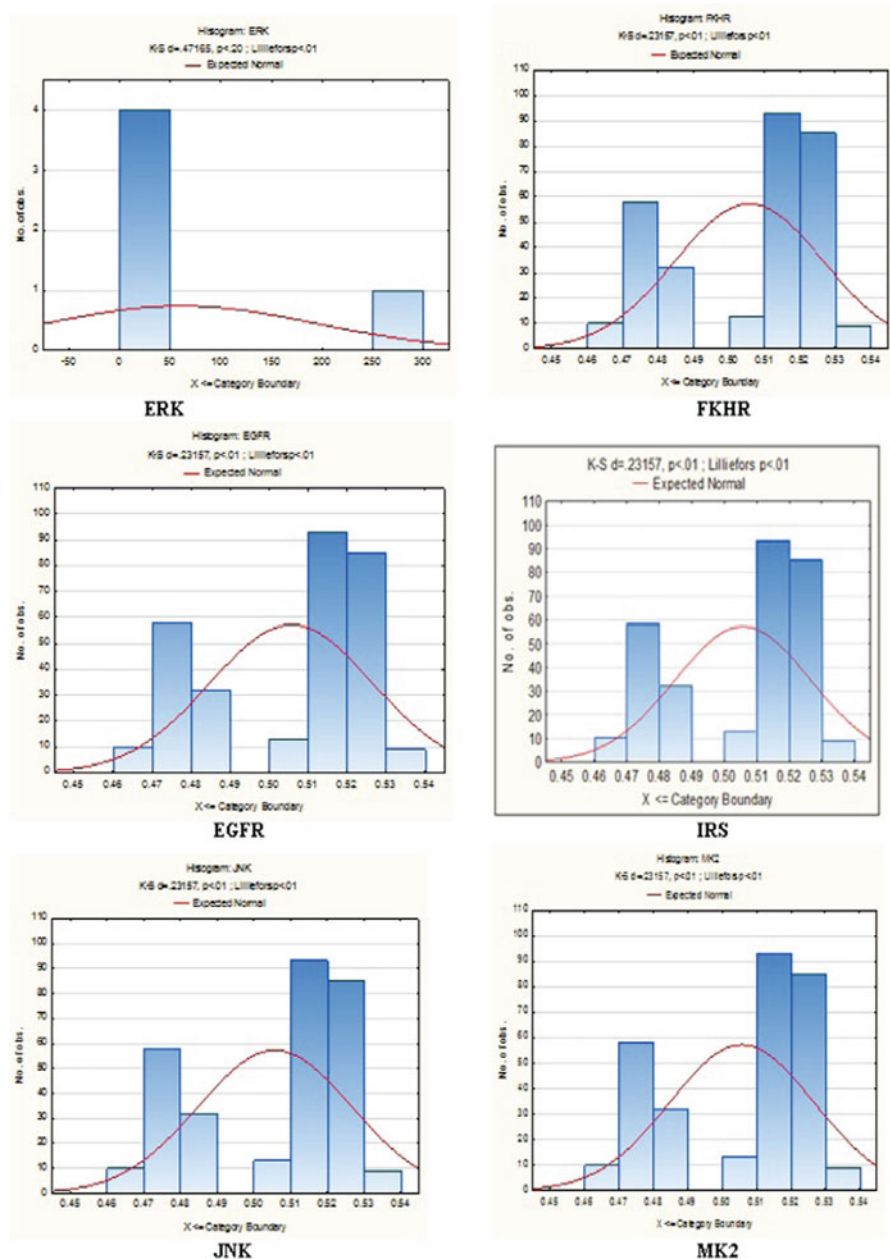 Histogram: ERK
K-S d=.47165, p<.20 ; Lilliefors p<.01
Expected Normal
No. of obs.
4
3
2
1
0
-50 0 50 100 150 200 250 300
X <= Category Boundary
ERK
Histogram: FKHR
K-S d=.23157, p<.01 ; Lilliefors p<.01
Expected Normal
No. of obs.
110
100
90
80
70
60
50
40
30
20
10
0
0.45 0.46 0.47 0.48 0.49 0.50 0.51 0.52 0.53 0.54
X <= Category Boundary
FKHR
Histogram: EGFR
K-S d=.23157, p<.01 ; Lilliefors p<.01
Expected Normal
No. of obs.
110
100
90
80
70
60
50
40
30
20
10
0
0.45 0.46 0.47 0.48 0.49 0.50 0.51 0.52 0.53 0.54
X <= Category Boundary
EGFR
K-S d=.23157, p<.01 ; Lilliefors p<.01
Expected Normal
No. of obs.
110
100
90
80
70
60
50
40
30
20
10
0
0.45 0.46 0.47 0.48 0.49 0.50 0.51 0.52 0.53 0.54
X <= Category Boundary
IRS
Histogram: JNK
K-S d=.23157, p<.01 ; Lilliefors p<.01
Expected Normal
No. of obs.
110
100
90
80
70
60
50
40
30
20
10
0
0.45 0.46 0.47 0.48 0.49 0.50 0.51 0.52 0.53 0.54
X <= Category Boundary
JNK
Histogram: MK2
K-S d=.23157, p<.01 ; Lilliefors p<.01
Expected Normal
No. of obs.
110
100
90
80
70
60
50
40
30
20
10
0
0.45 0.46 0.47 0.48 0.49 0.50 0.51 0.52 0.53 0.54
X <= Category Boundary
MK2